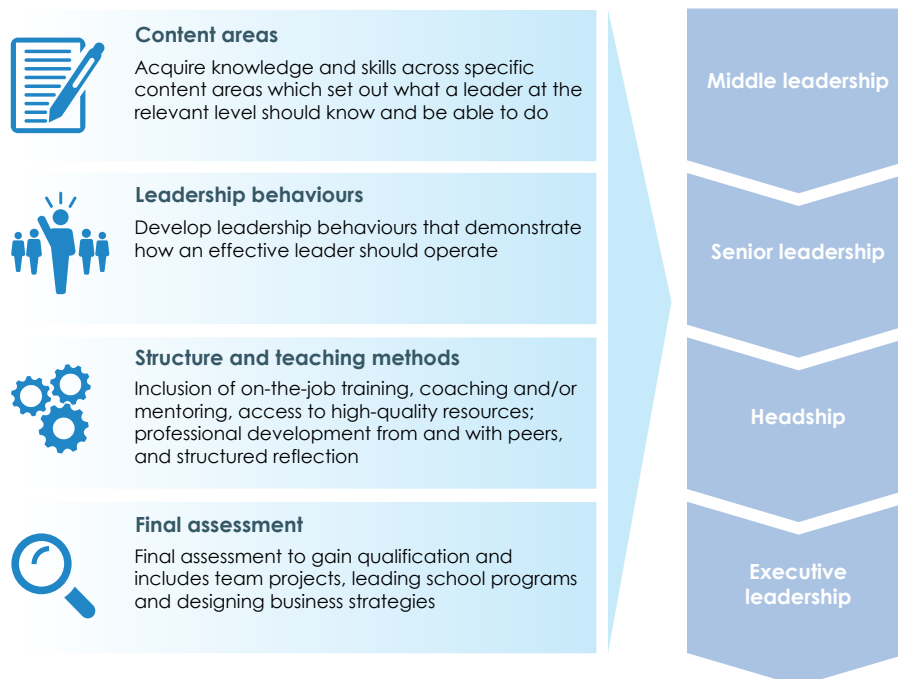 Content areas
Acquire knowledge and skills across specific
content areas which set out what a leader at the
relevant level should know and be able to do
Leadership behaviours
Develop leadership behaviours that demonstrate
how an effective leader should operate
Structure and teaching methods
Inclusion of on-the-job training, coaching and/or
mentoring, access to high-quality resources;
professional development from and with peers,
and structured reflection
Final assessment
Final assessment to gain qualification and
includes team projects, leading school programs
and designing business strategies
Middle leadership
Senior leadership
Headship
Executive
leadership